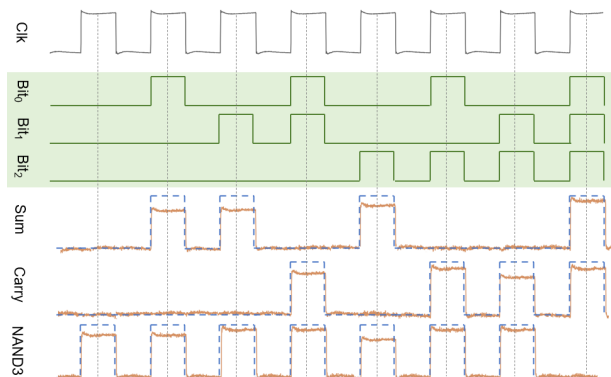 Clk
Bit₀
Bit₁
Bit₂
Sum
Carry
NAND3